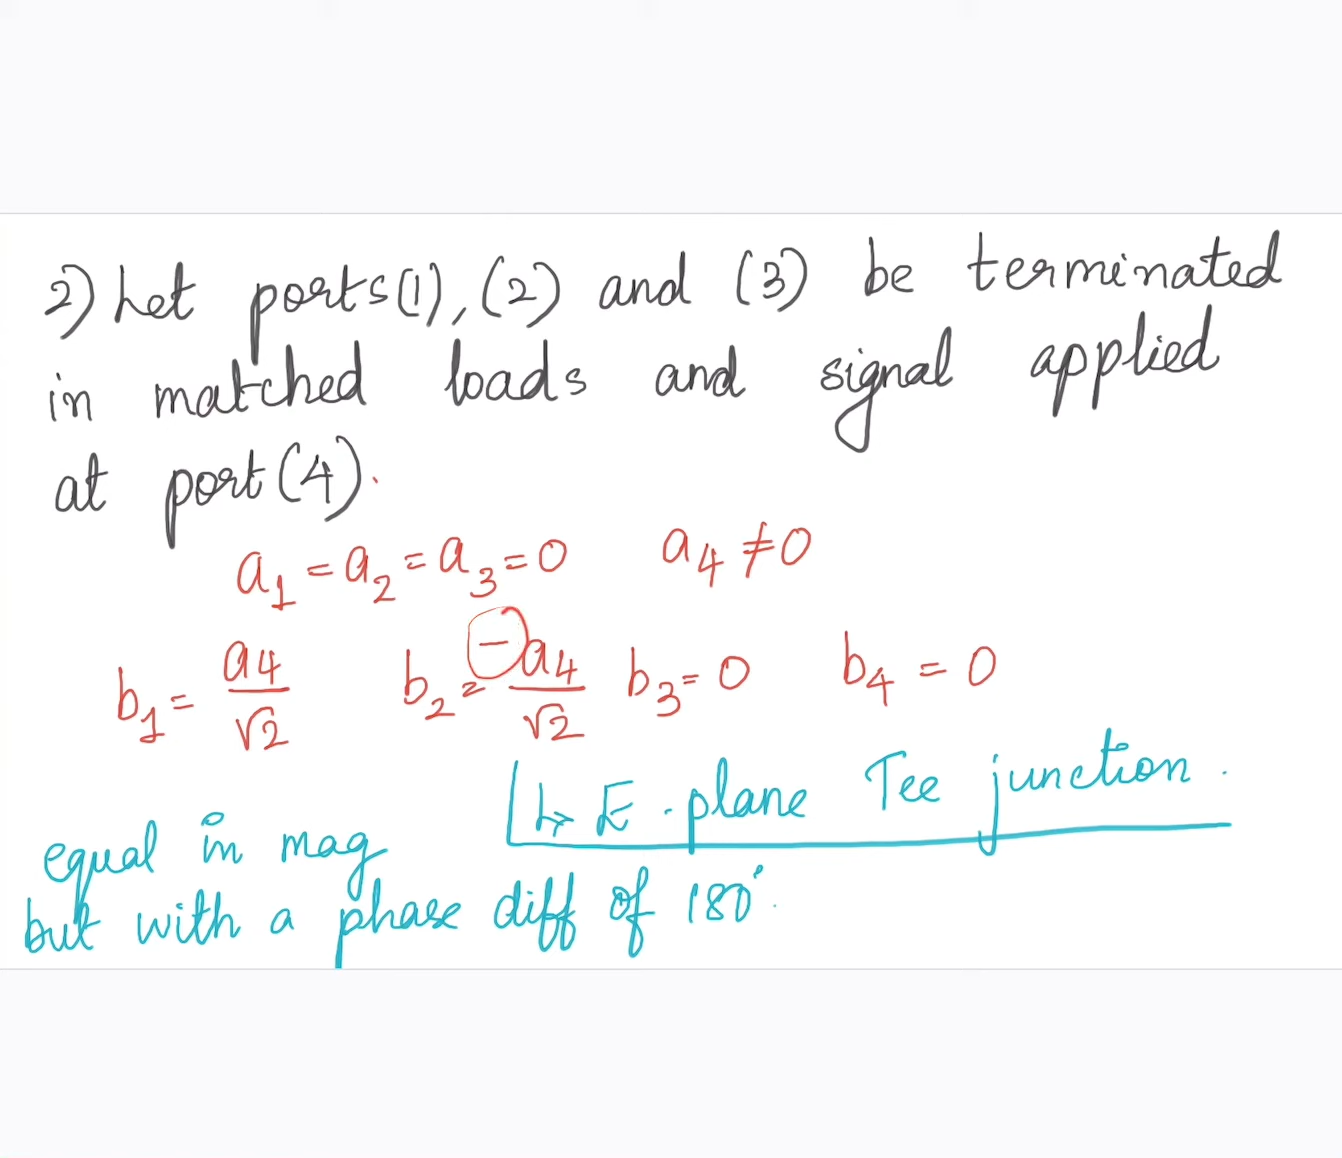 2) Let ports(1), (2) and (3) be terminated
in matched loads and signal applied
at port(4).
a₁ = a₂ = a₃ = 0 a₄ ≠ 0
b₁ = a₄/√2 b₂ = -a₄/√2 b₃ = 0 b₄ = 0
↳ E-plane Tee junction.
equal in mag
but with a phase diff of 180°.